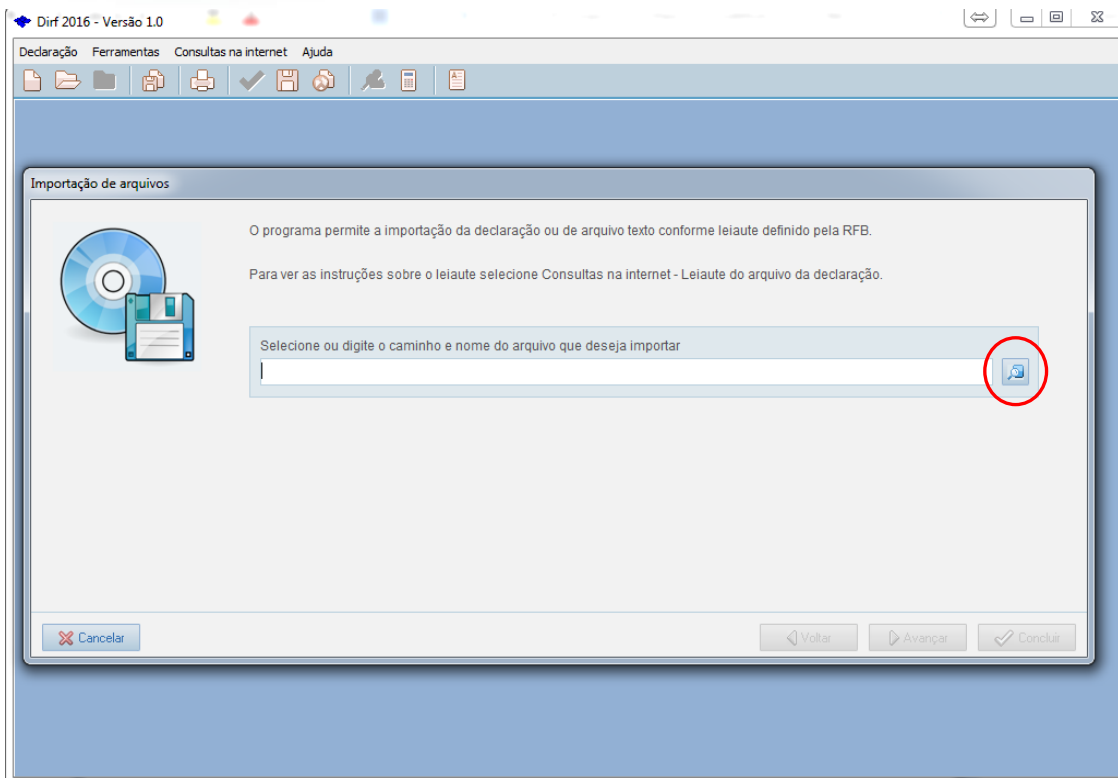 Dirf 2016 - Versão 1.0
Declaração Ferramentas Consultas na internet Ajuda
Importação de arquivos
O programa permite a importação da declaração ou de arquivo texto conforme leiaute definido pela RFB.
Para ver as instruções sobre o leiaute selecione Consultas na internet - Leiaute do arquivo da declaração.
Selecione ou digite o caminho e nome do arquivo que deseja importar
Cancelar Voltar Avançar Concluir